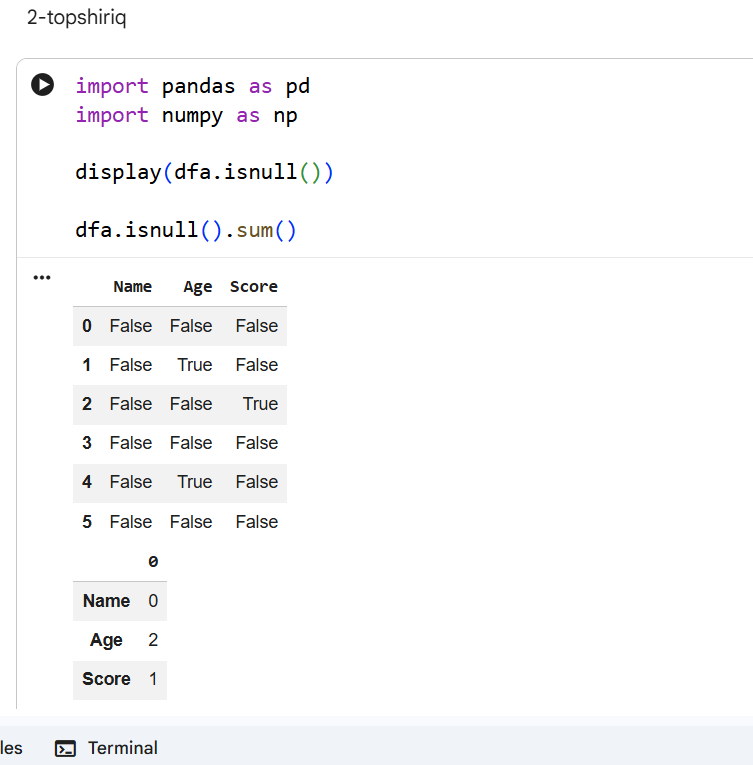 2-topshiriq
import pandas as pd
import numpy as np
display(dfa.isnull())
dfa.isnull().sum()
Name Age Score
0 False False False
1 False True False
2 False False True
3 False False False
4 False True False
5 False False False
0
Name 0
Age 2
Score 1
les Terminal